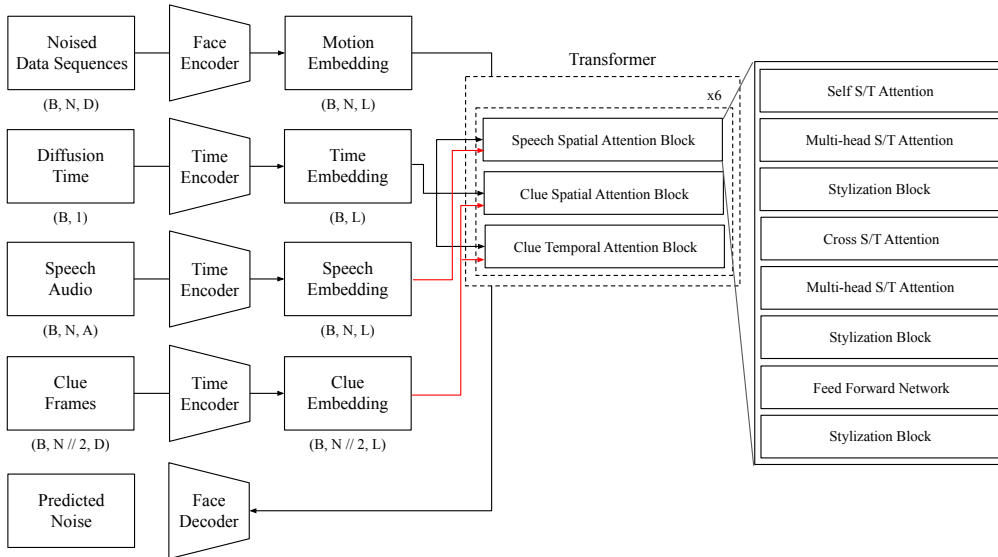 Noised
Data Sequences
(B, N, D)
Face
Encoder
Motion
Embedding
(B, N, L)
Diffusion
Time
(B, 1)
Time
Encoder
Time
Embedding
(B, L)
Speech
Audio
(B, N, A)
Time
Encoder
Speech
Embedding
(B, N, L)
Clue
Frames
(B, N // 2, D)
Time
Encoder
Clue
Embedding
(B, N // 2, L)
Predicted
Noise
Face
Decoder
Transformer
x6
Speech Spatial Attention Block
Clue Spatial Attention Block
Clue Temporal Attention Block
Self S/T Attention
Multi-head S/T Attention
Stylization Block
Cross S/T Attention
Multi-head S/T Attention
Stylization Block
Feed Forward Network
Stylization Block